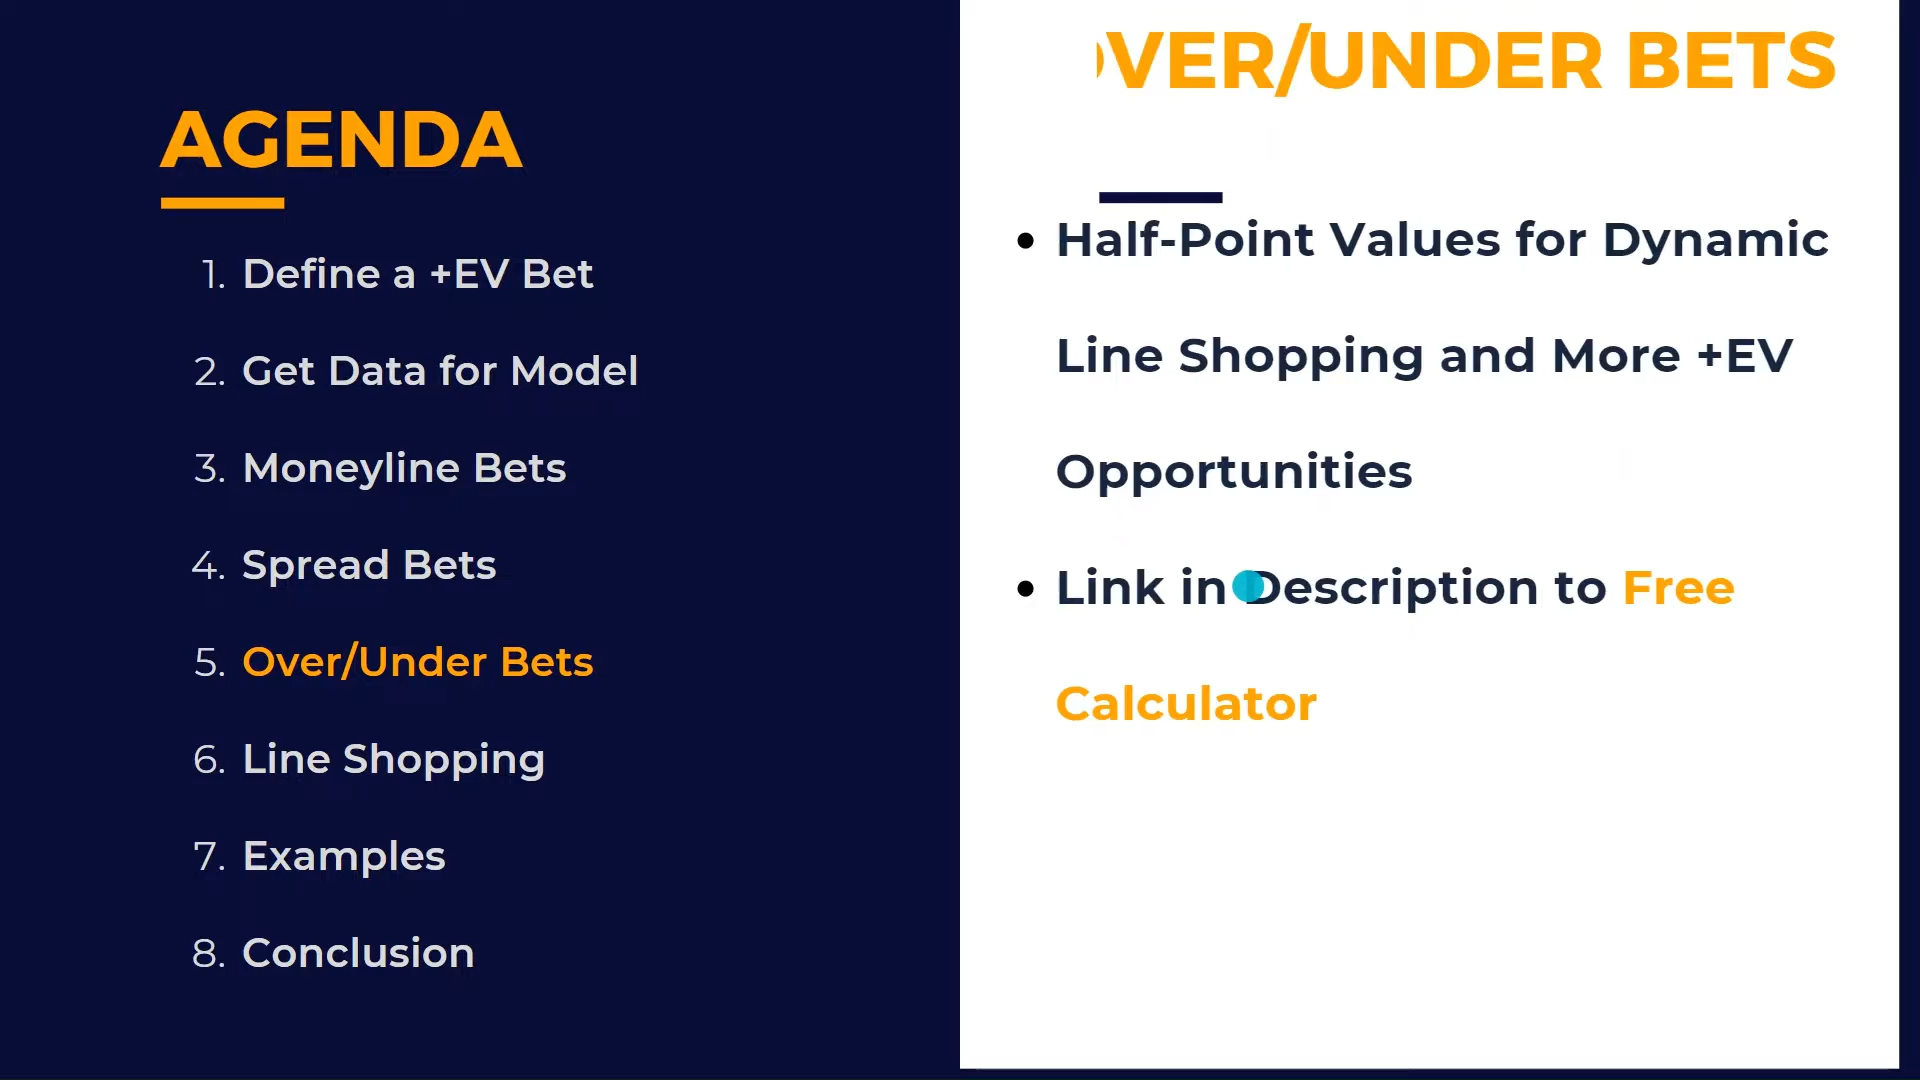 AGENDA
1. Define a +EV Bet
2. Get Data for Model
3. Moneyline Bets
4. Spread Bets
5. Over/Under Bets
6. Line Shopping
7. Examples
8. Conclusion
OVER/UNDER BETS
• Half-Point Values for Dynamic
Line Shopping and More +EV
Opportunities
• Link in Description to Free
Calculator